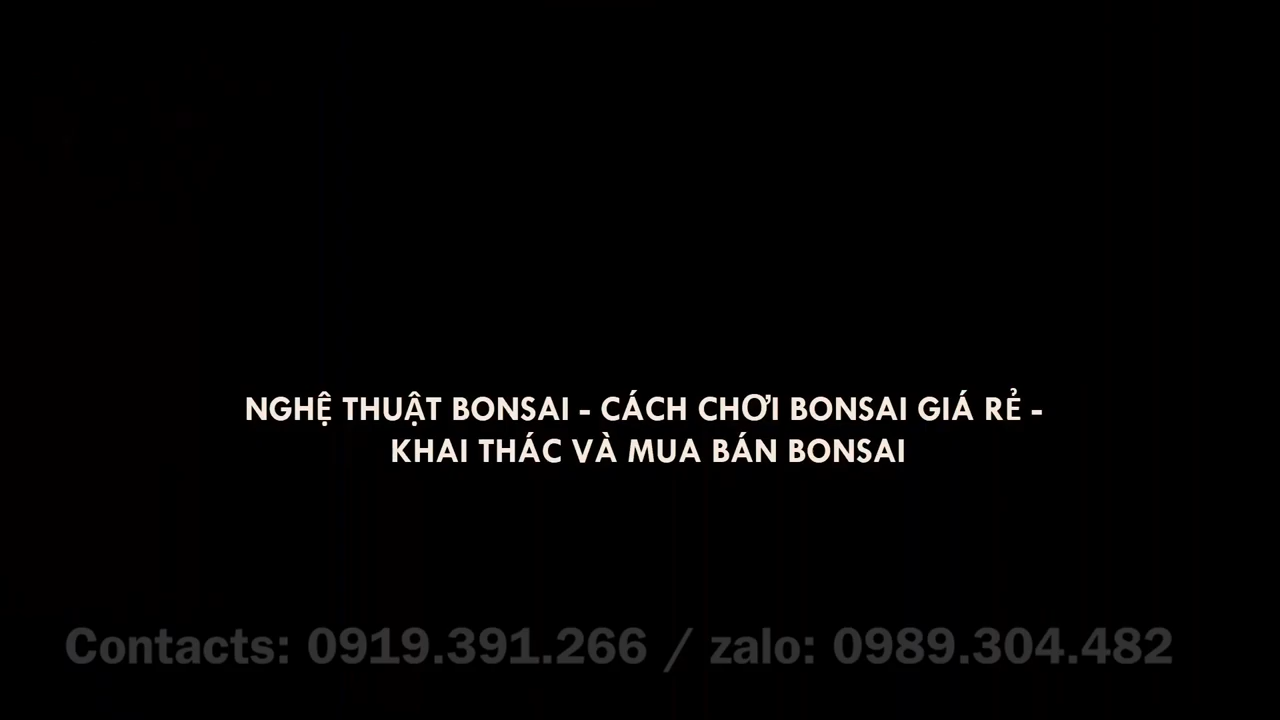 NGHỆ THUẬT BONSAI - CÁCH CHƠI BONSAI GIÁ RẺ -
KHAI THÁC VÀ MUA BÁN BONSAI
Contacts: 0919.391.266 / zalo: 0989.304.482